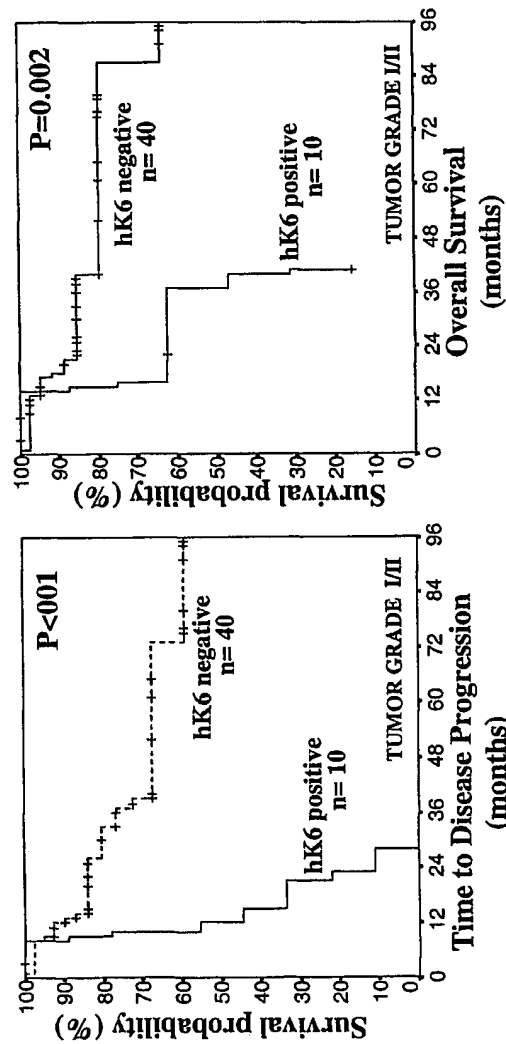 Survival probability (%)
100
90
80
70
60
50
40
30
20
10
0
P<001
hK6 negative
n= 40
hK6 positive
n= 10
TUMOR GRADE I/II
0 12 24 36 48 60 72 84 96
Time to Disease Progression
(months)
Survival probability (%)
100
90
80
70
60
50
40
30
20
10
0
P=0.002
hK6 negative
n= 40
hK6 positive
n= 10
TUMOR GRADE I/II
0 12 24 36 48 60 72 84 96
Overall Survival
(months)